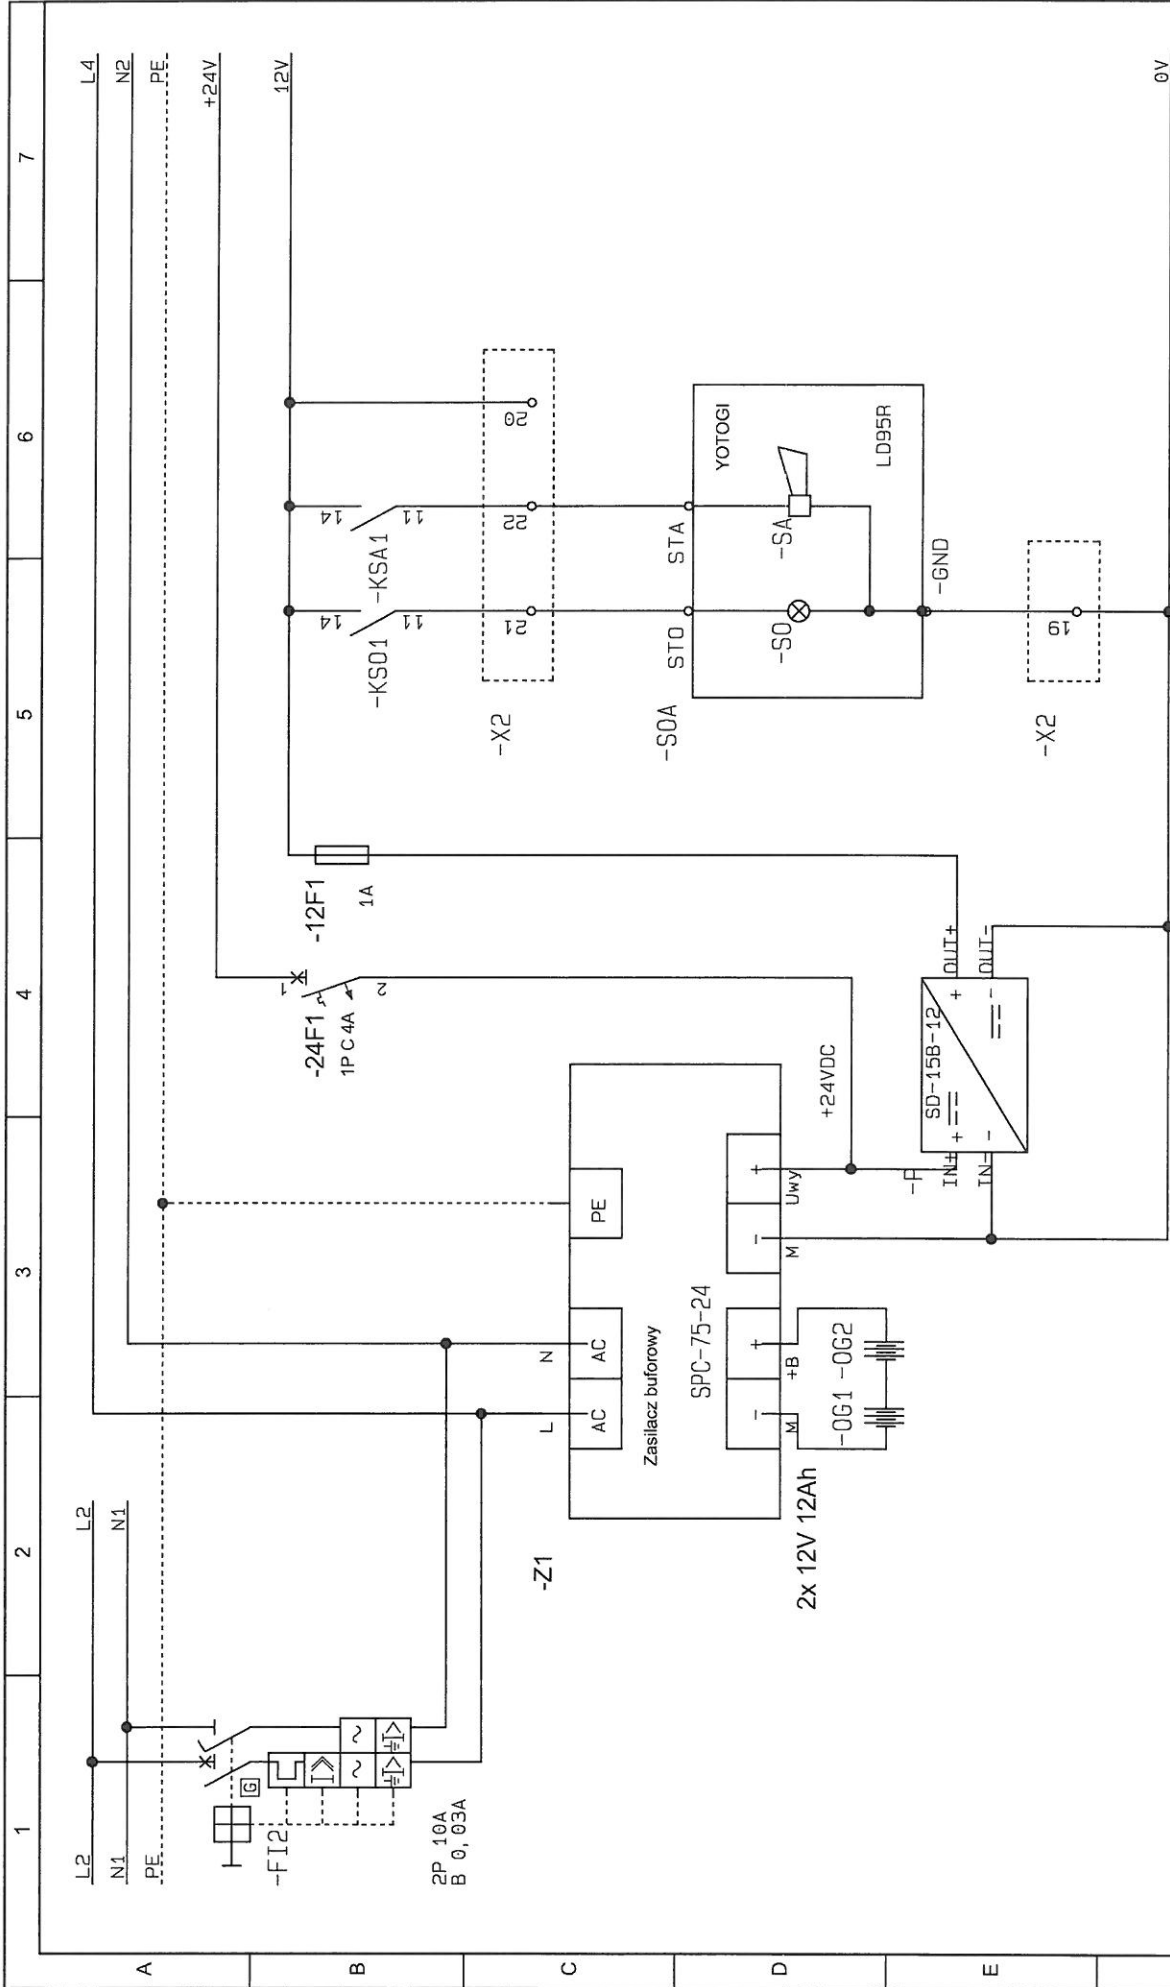 1
2
3
4
5
6
7
A
B
C
D
E
L2
N1
PE
L2
N1
L4
N2
PE
+24V
12V
0V
-FI2
G
2P 10A
B 0,03A
~
~
I>
I>
-Z1
L
N
AC
AC
PE
Zasilacz buforowy
SPC-75-24
-
+
-
+
M
+B
M
Uwy
-OG1 -OG2
2x 12V 12Ah
+24VDC
-24F1
1P C 4A
1
2
-12F1
1A
SD-15B-12
IN+
IN-
+
-
+
-
OUT+
OUT-
-KSO1
14
11
-KSA1
14
11
-X2
21
22
20
-SOA
STO
STA
YOTOGI
LD95R
-SO
-SA
-GND
-X2
19